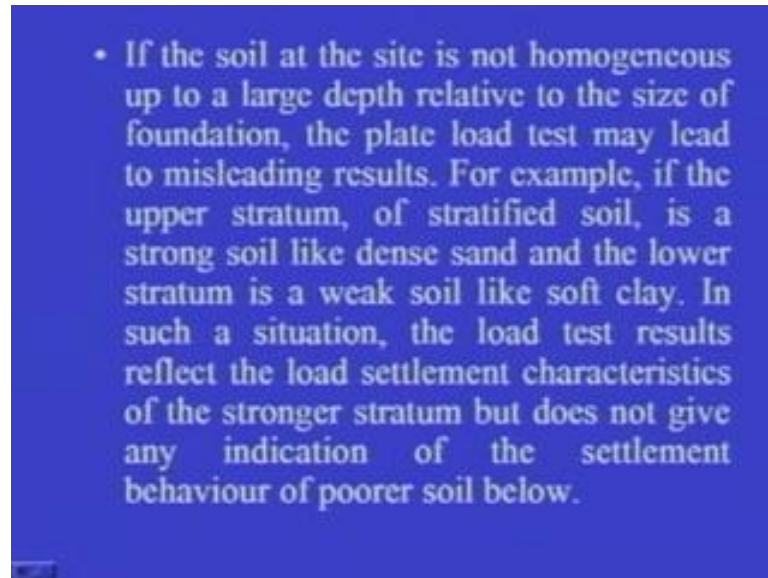 • If the soil at the site is not homogeneous
up to a large depth relative to the size of
foundation, the plate load test may lead
to misleading results. For example, if the
upper stratum, of stratified soil, is a
strong soil like dense sand and the lower
stratum is a weak soil like soft clay. In
such a situation, the load test results
reflect the load settlement characteristics
of the stronger stratum but does not give
any indication of the settlement
behaviour of poorer soil below.